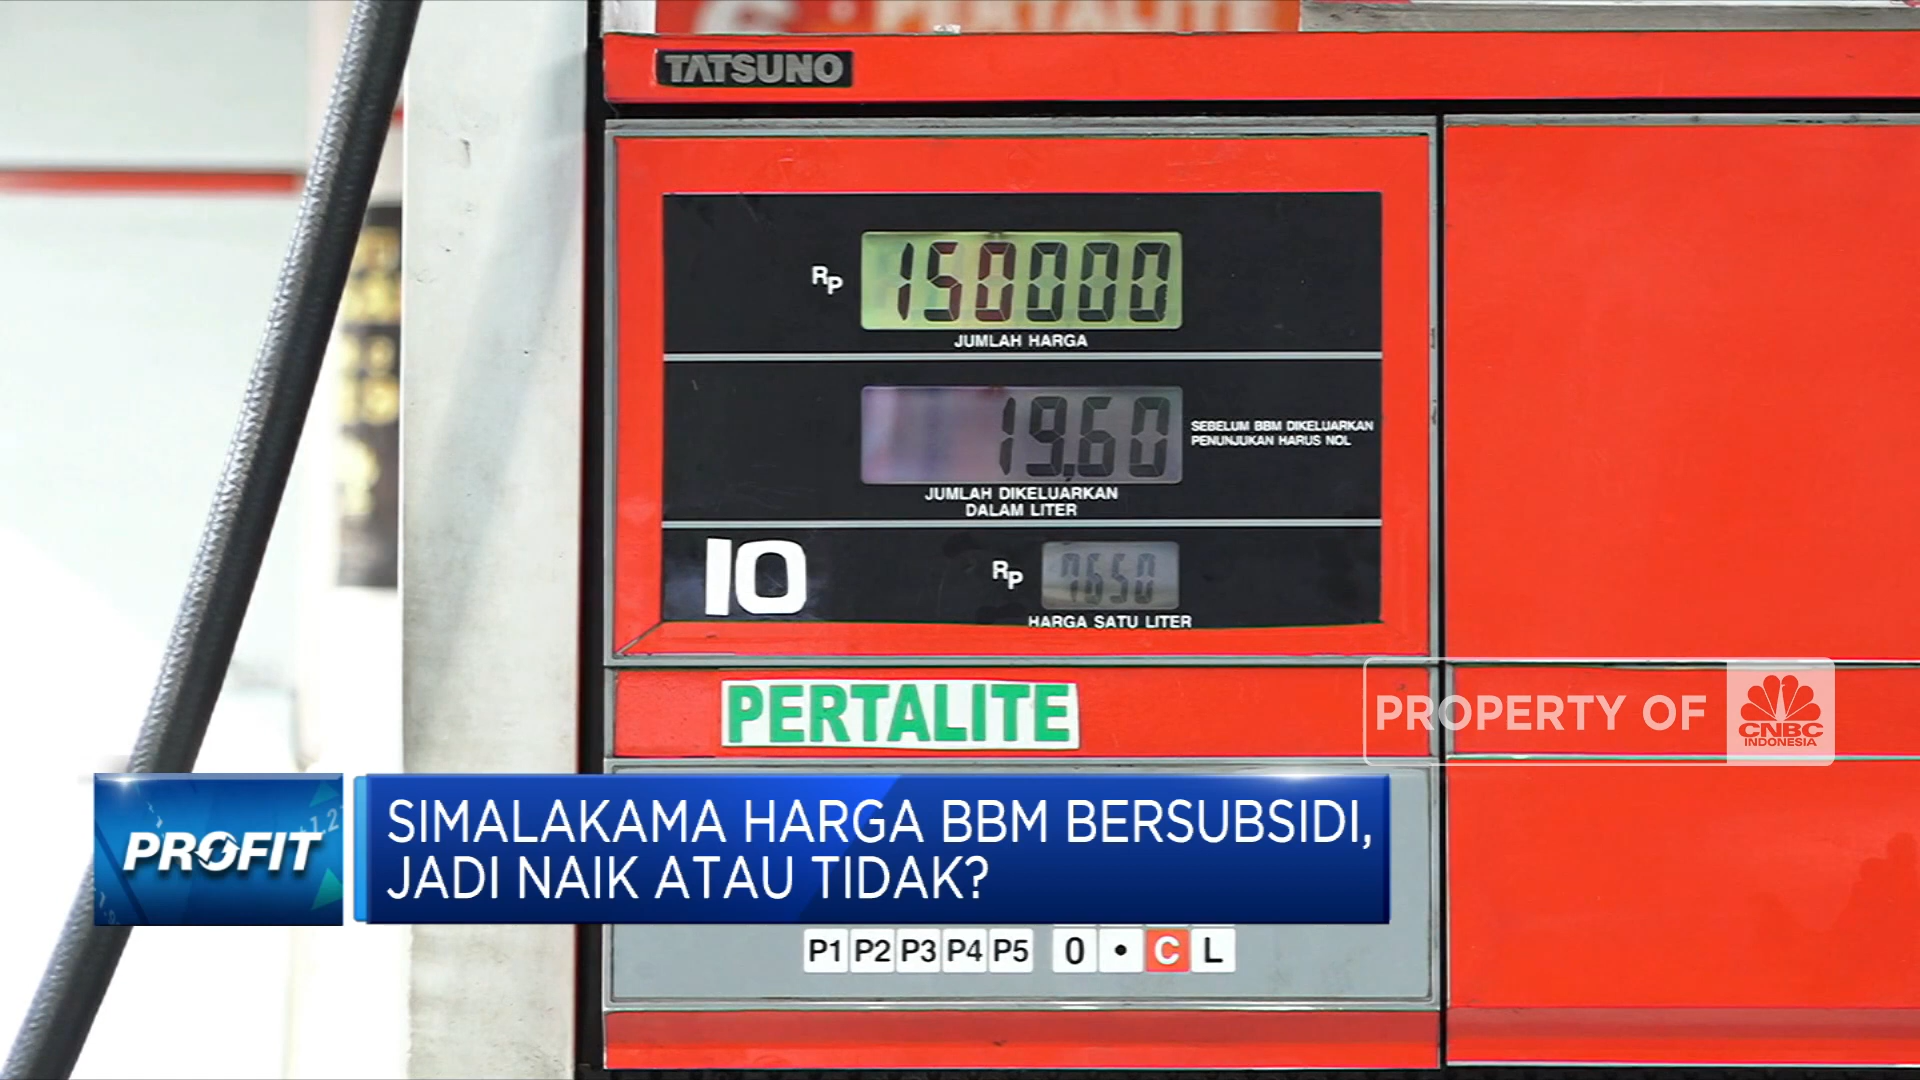 PERTALITE
TATSUNO
RP 150000
JUMLAH HARGA
19.60
SEBELUM BBM DIKELUARKAN
PENUNJUKAN HARUS NOL
JUMLAH DIKELUARKAN
DALAM LITER
10
RP 7650
HARGA SATU LITER
PERTALITE
PROPERTY OF
CNBC
INDONESIA
PROFIT
SIMALAKAMA HARGA BBM BERSUBSIDI,
JADI NAIK ATAU TIDAK?
P1 P2 P3 P4 P5 0 • C L